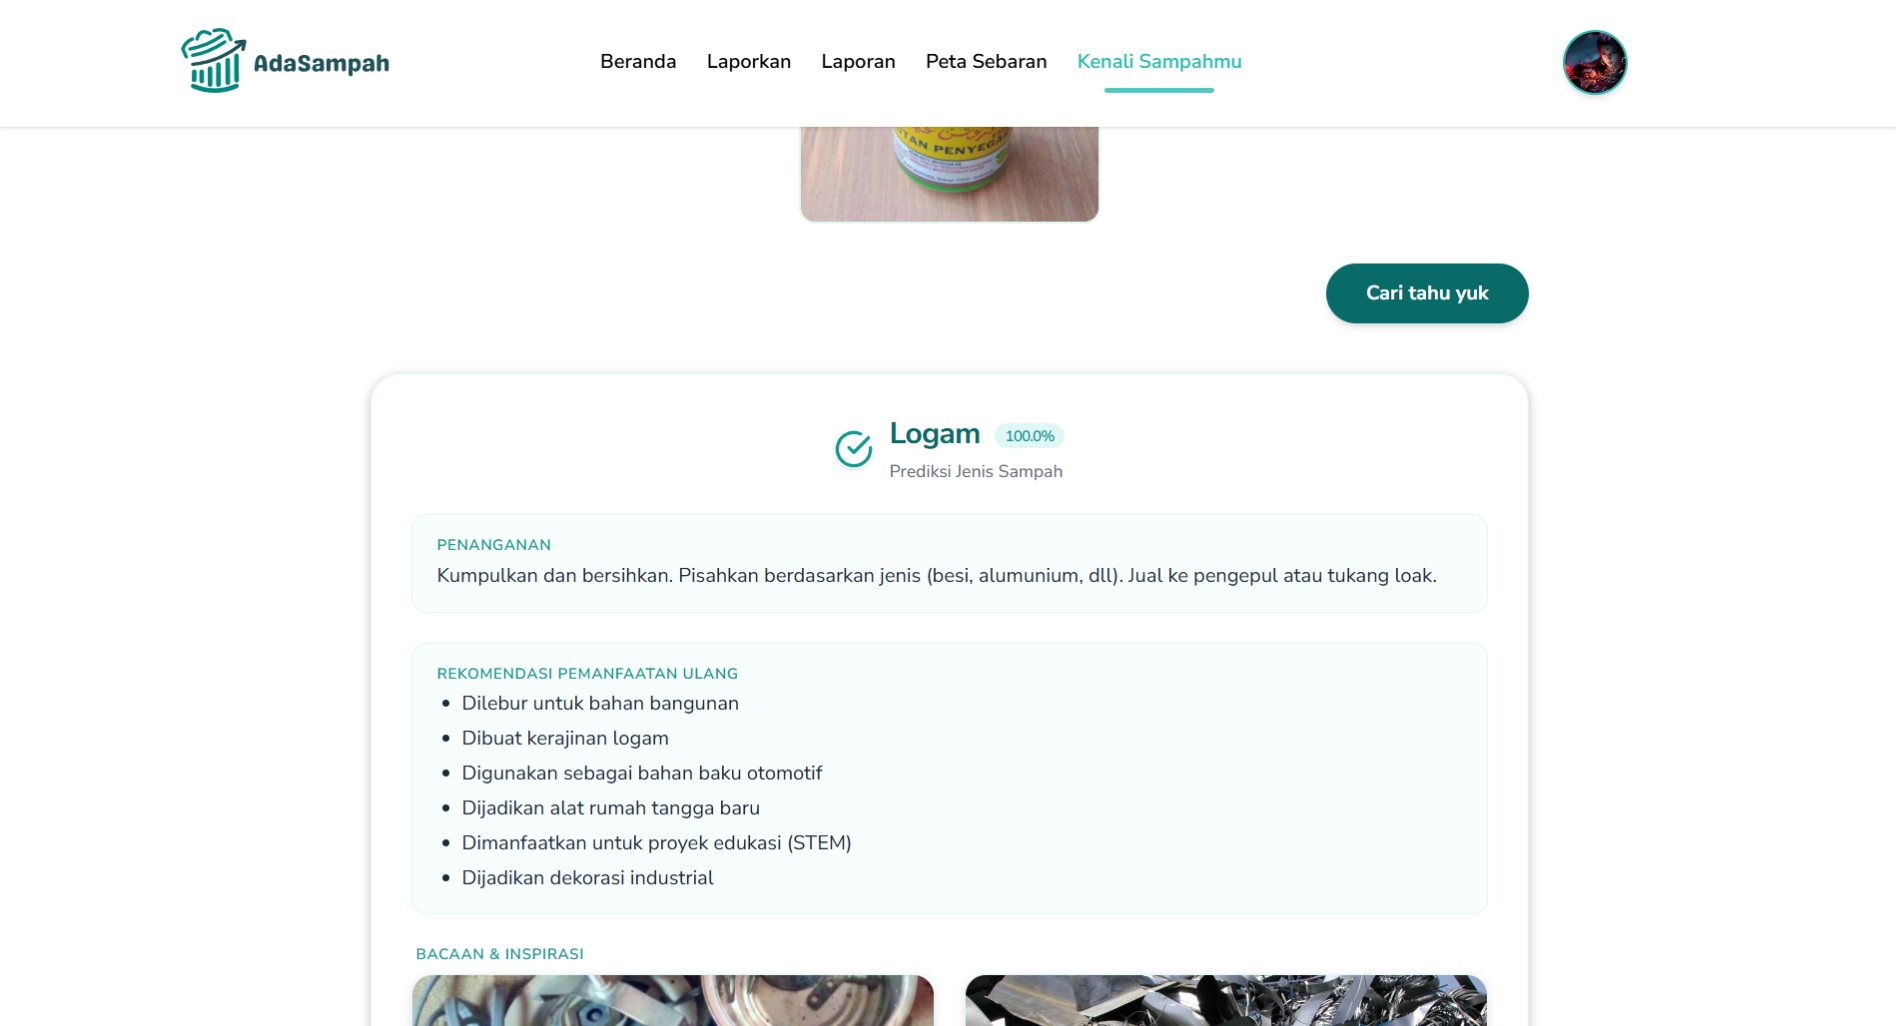 AdaSampah
Beranda
Laporkan
Laporan
Peta Sebaran
Kenali Sampahmu
PENYEGAR
Cari tahu yuk
Logam
100.0%
Prediksi Jenis Sampah
PENANGANAN
Kumpulkan dan bersihkan. Pisahkan berdasarkan jenis (besi, alumunium, dll). Jual ke pengepul atau tukang loak.
REKOMENDASI PEMANFAATAN ULANG
• Dilebur untuk bahan bangunan
• Dibuat kerajinan logam
• Digunakan sebagai bahan baku otomotif
• Dijadikan alat rumah tangga baru
• Dimanfaatkan untuk proyek edukasi (STEM)
• Dijadikan dekorasi industrial
BACAAN & INSPIRASI